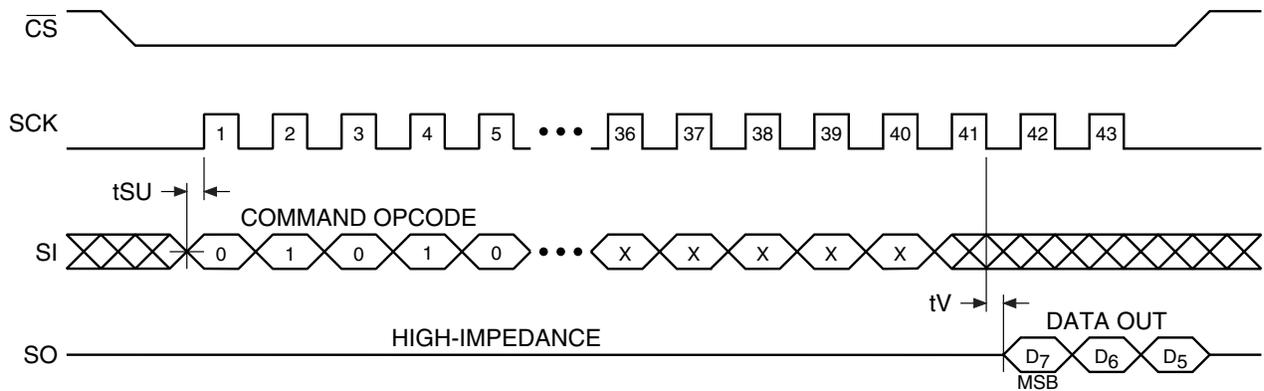 CS
SCK 1 2 3 4 5 ••• 36 37 38 39 40 41 42 43
tSU
COMMAND OPCODE
SI 0 1 0 1 0 ••• X X X X X
tV
HIGH-IMPEDANCE
DATA OUT
SO D7 D6 D5
MSB